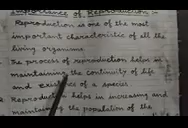 Importance of Reproduction :-
Reproduction is one of the most
important characteristic of all the
living organisms
The process of reproduction helps in
maintaining the continuity of life
and existence of a species.
Reproduction helps in increasing and
maintaining the population of the